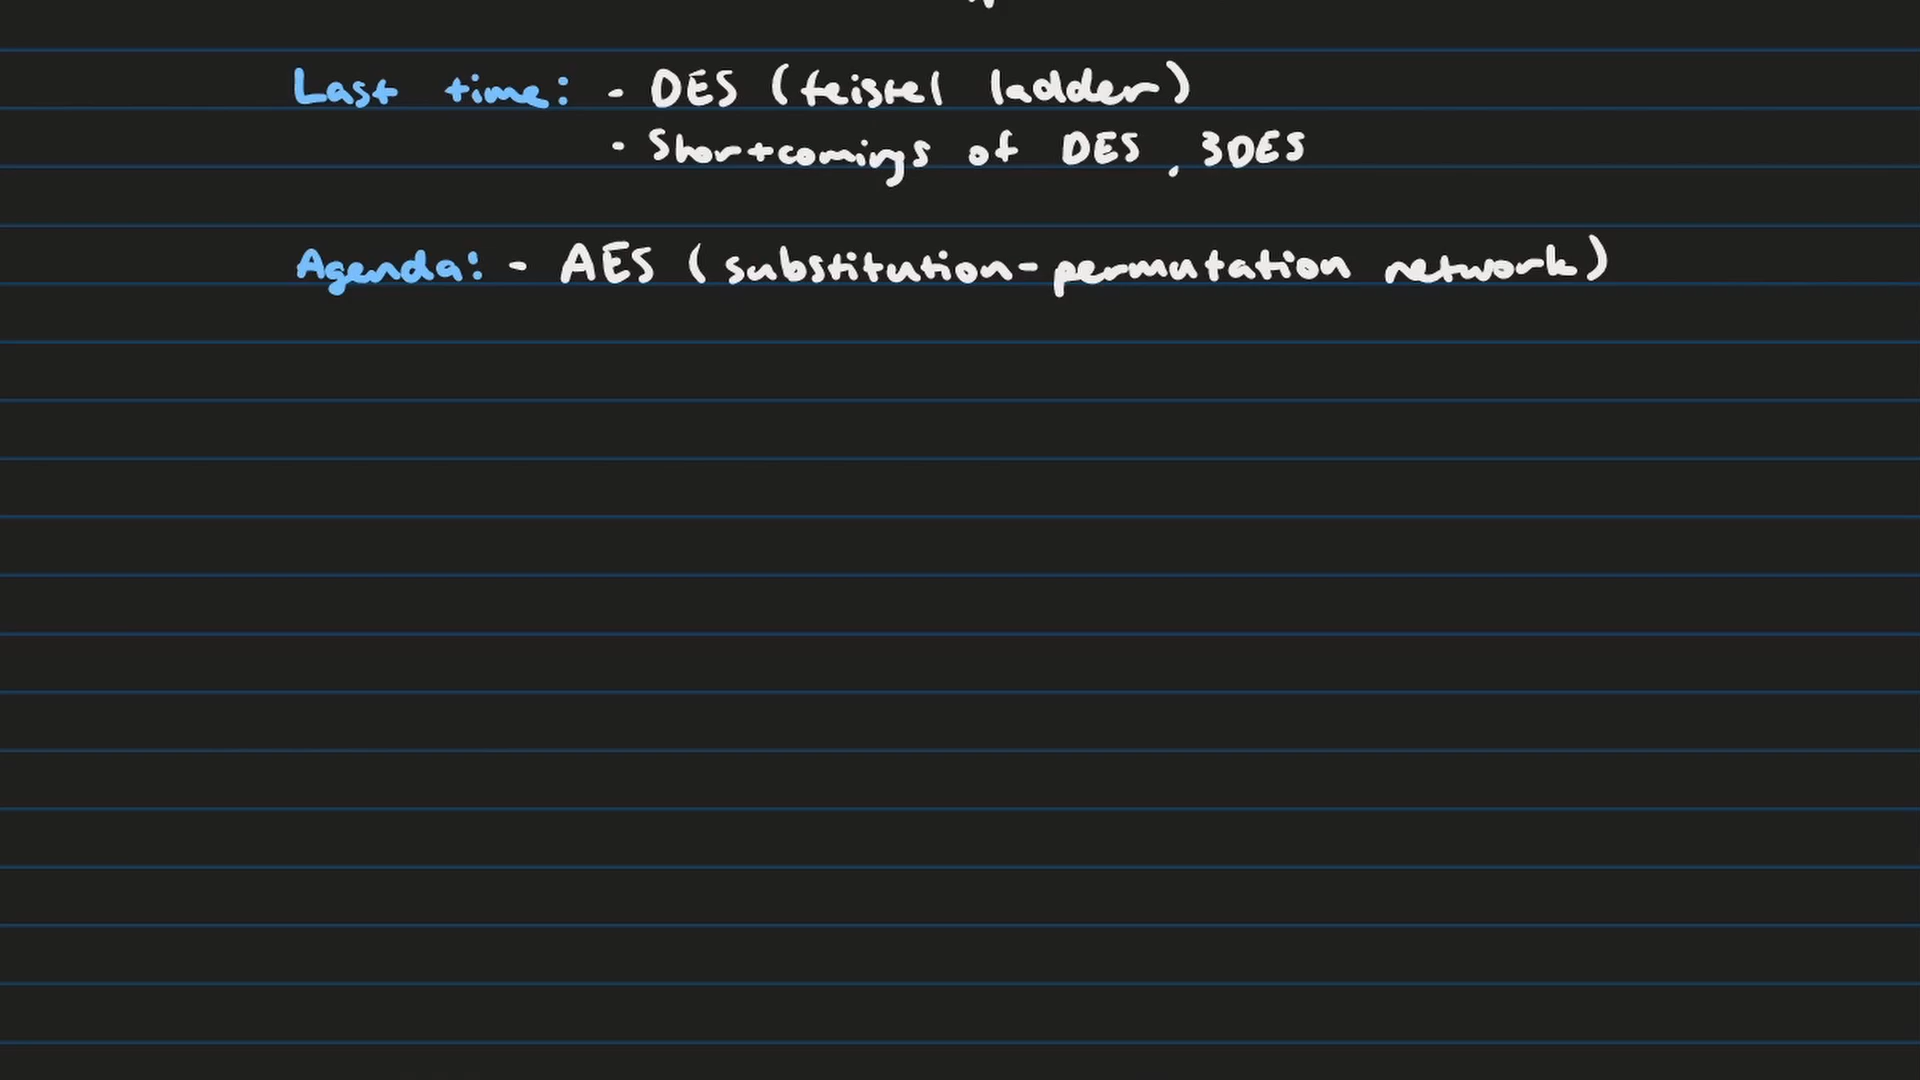 Last time: - DES (feistel ladder)
- Shortcomings of DES, 3DES
Agenda: - AES (substitution-permutation network)